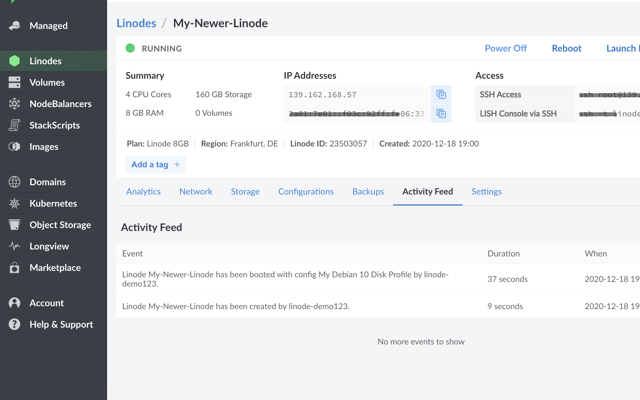 Managed
Linodes
Volumes
NodeBalancers
StackScripts
Images
Domains
Kubernetes
Object Storage
Longview
Marketplace
Account
Help & Support
Linodes / My-Newer-Linode
RUNNING
Power Off Reboot Launch
Summary IP Addresses Access
4 CPU Cores 160 GB Storage 139.162.168.57 SSH Access
8 GB RAM 0 Volumes LISH Console via SSH
Plan: Linode 8GB Region: Frankfurt, DE Linode ID: 23503057 Created: 2020-12-18 19:00
Add a tag +
Analytics Network Storage Configurations Backups Activity Feed Settings
Activity Feed
Event Duration When
Linode My-Newer-Linode has been booted with config My Debian 10 Disk Profile by linode-
demo123. 37 seconds 2020-12-18 19
Linode My-Newer-Linode has been created by linode-demo123. 9 seconds 2020-12-18 19
No more events to show